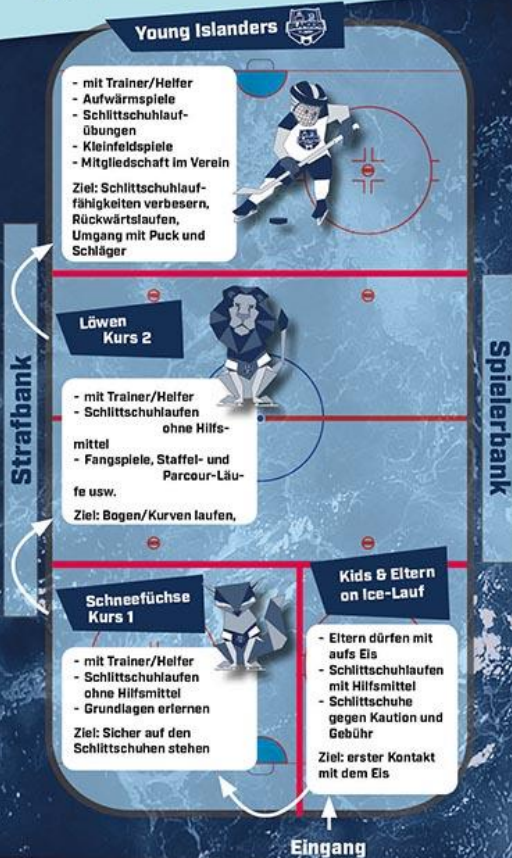 Young Islanders
- mit Trainer/Helfer
- Aufwärmspiele
- Schlittschuhlauf-
übungen
- Kleinfeldspiele
- Mitgliedschaft im Verein
Ziel: Schlittschuhlauf-
fähigkeiten verbesern,
Rückwärtslaufen,
Umgang mit Puck und
Schläger
Löwen
Kurs 2
- mit Trainer/Helfer
- Schlittschuhlaufen
ohne Hilfs-
mittel
- Fangspiele, Staffel- und
Parcour-Läu-
fe usw.
Ziel: Bogen/Kurven laufen,
Strafbank
Spielerbank
Schneefüchse
Kurs 1
- mit Trainer/Helfer
- Schlittschuhlaufen
ohne Hilfsmittel
- Grundlagen erlernen
Ziel: Sicher auf den
Schlittschuhen stehen
Kids & Eltern
on Ice-Lauf
- Eltern dürfen mit
aufs Eis
- Schlittschuhlaufen
mit Hilfsmittel
- Schlittschuhe
gegen Kaution und
Gebühr
Ziel: erster Kontakt
mit dem Eis
Eingang